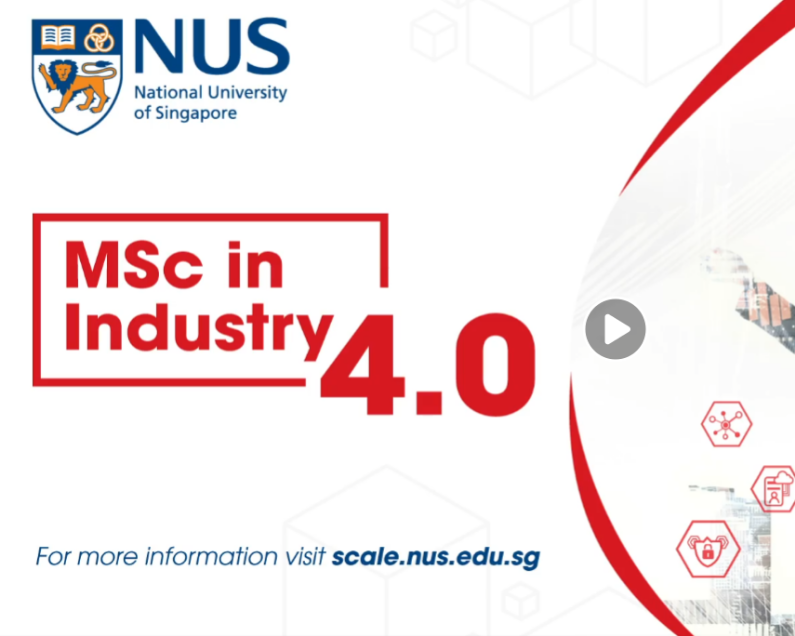 NUS
National University
of Singapore
MSc in
Industry
4.0
For more information visit scale.nus.edu.sg